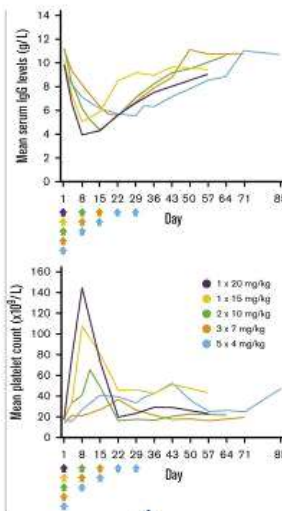 Mean serum IgG levels (g/L)
14
12
10
8
6
4
2
0
1 8 15 22 29 36 43 50 57 64 71 85
Day
Mean platelet count (x10⁹/L)
160
140
120
100
80
60
40
20
0
1 x 20 mg/kg
1 x 15 mg/kg
2 x 10 mg/kg
3 x 7 mg/kg
5 x 4 mg/kg
1 8 15 22 29 36 43 50 57 64 71 85
Day